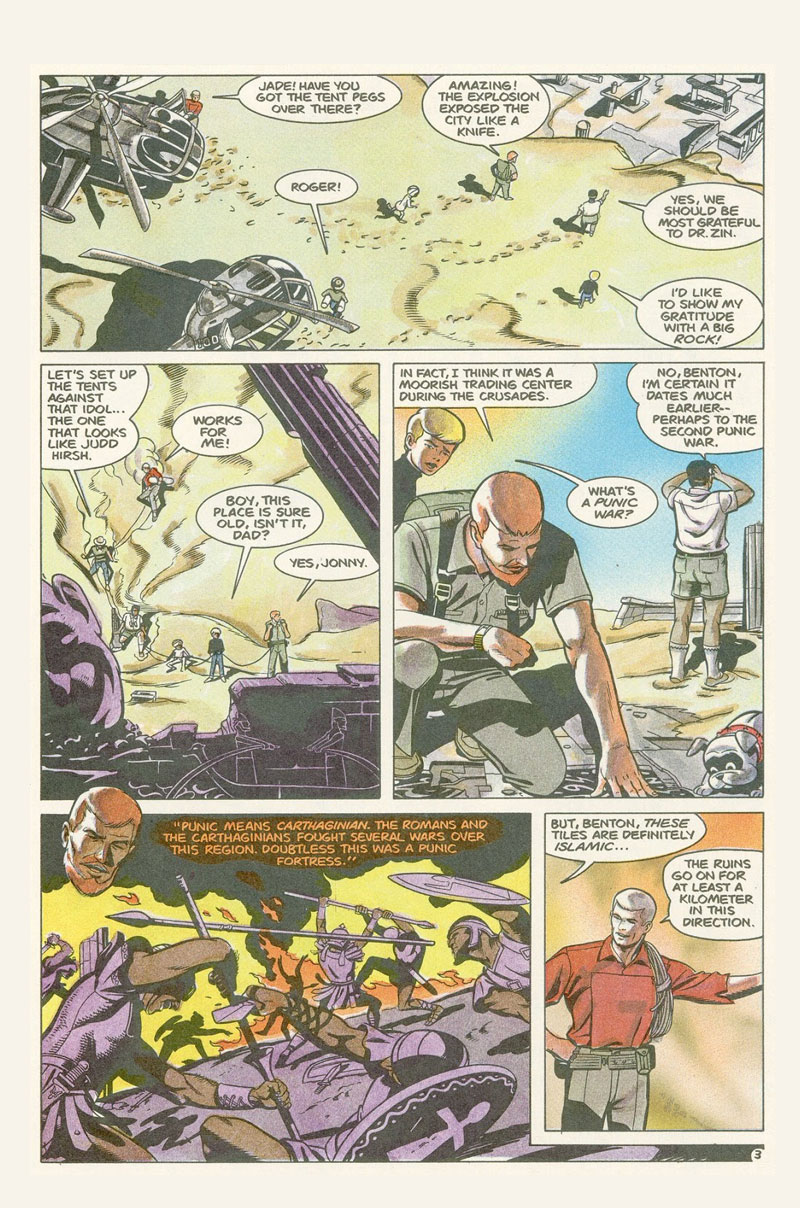 JADE! HAVE YOU
GOT THE TENT PEGS
OVER THERE?
AMAZING!
THE EXPLOSION
EXPOSED THE
CITY LIKE A
KNIFE.
ROGER!
YES, WE
SHOULD BE
MOST GRATEFUL
TO DR. ZIN.
I'D LIKE
TO SHOW MY
GRATITUDE
WITH A BIG
ROCK!
LET'S SET UP
THE TENTS
AGAINST
THAT IDOL...
THE ONE
THAT LOOKS
LIKE JUDD
HIRSH.
WORKS
FOR
ME!
BOY, THIS
PLACE IS SURE
OLD, ISN'T IT,
DAD?
YES, JONNY.
IN FACT, I THINK IT WAS A
MOORISH TRADING CENTER
DURING THE CRUSADES.
NO, BENTON,
I'M CERTAIN IT
DATES MUCH
EARLIER--
PERHAPS TO THE
SECOND PUNIC
WAR.
WHAT'S
A PUNIC
WAR?
"PUNIC MEANS CARTHAGINIAN. THE ROMANS AND
THE CARTHAGINIANS FOUGHT SEVERAL WARS OVER
THIS REGION. DOUBTLESS THIS WAS A PUNIC
FORTRESS."
BUT, BENTON, THESE
TILES ARE DEFINITELY
ISLAMIC...
THE RUINS
GO ON FOR
AT LEAST A
KILOMETER
IN THIS
DIRECTION.
3